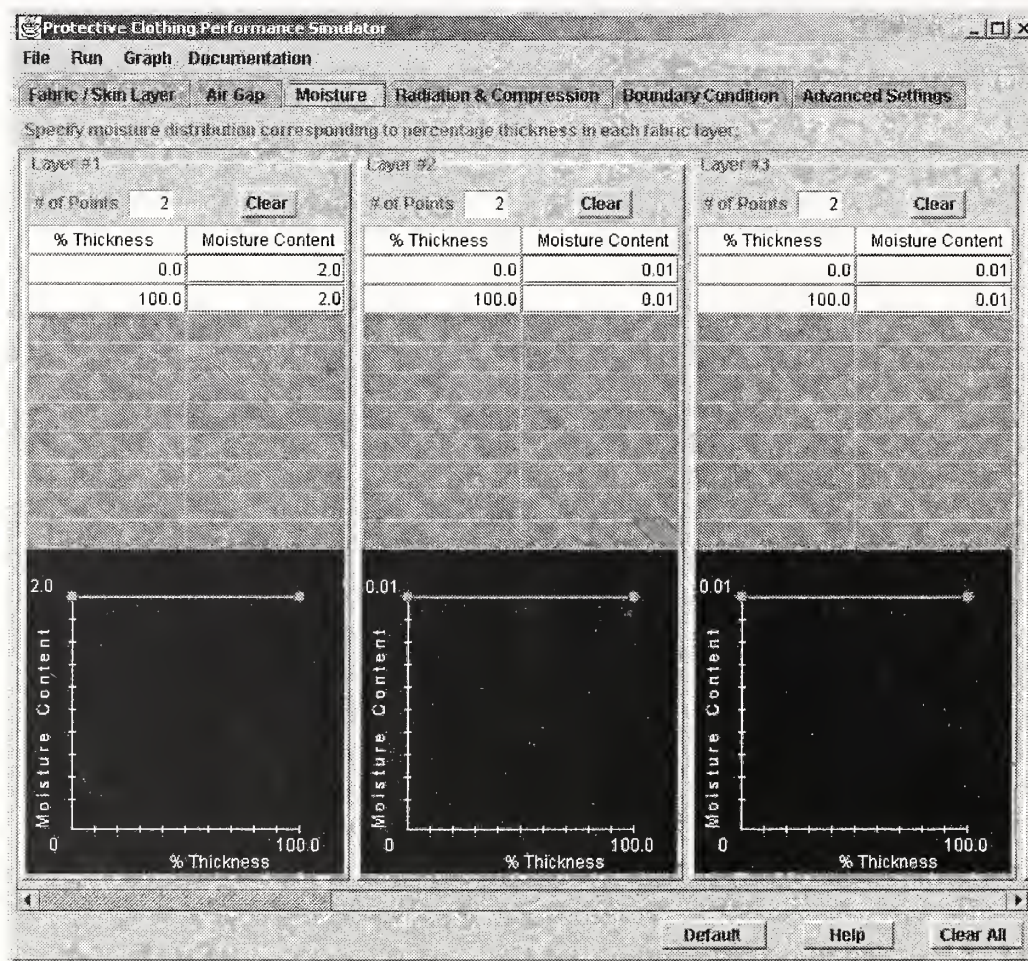 Protective Clothing Performance Simulator
File Run Graph Documentation
Fabric / Skin Layer Air Gap Moisture Radiation & Compression Boundary Condition Advanced Settings
Specify moisture distribution corresponding to percentage thickness in each fabric layer:
Layer #1 Layer #2 Layer #3
# of Points 2 Clear # of Points 2 Clear # of Points 2 Clear
% Thickness Moisture Content % Thickness Moisture Content % Thickness Moisture Content
0.0 2.0 0.0 0.01 0.0 0.01
100.0 2.0 100.0 0.01 100.0 0.01
2.0 0.01 0.01
Moisture Content Moisture Content Moisture Content
0 100.0 0 100.0 0 100.0
% Thickness % Thickness % Thickness
Default Help Clear All